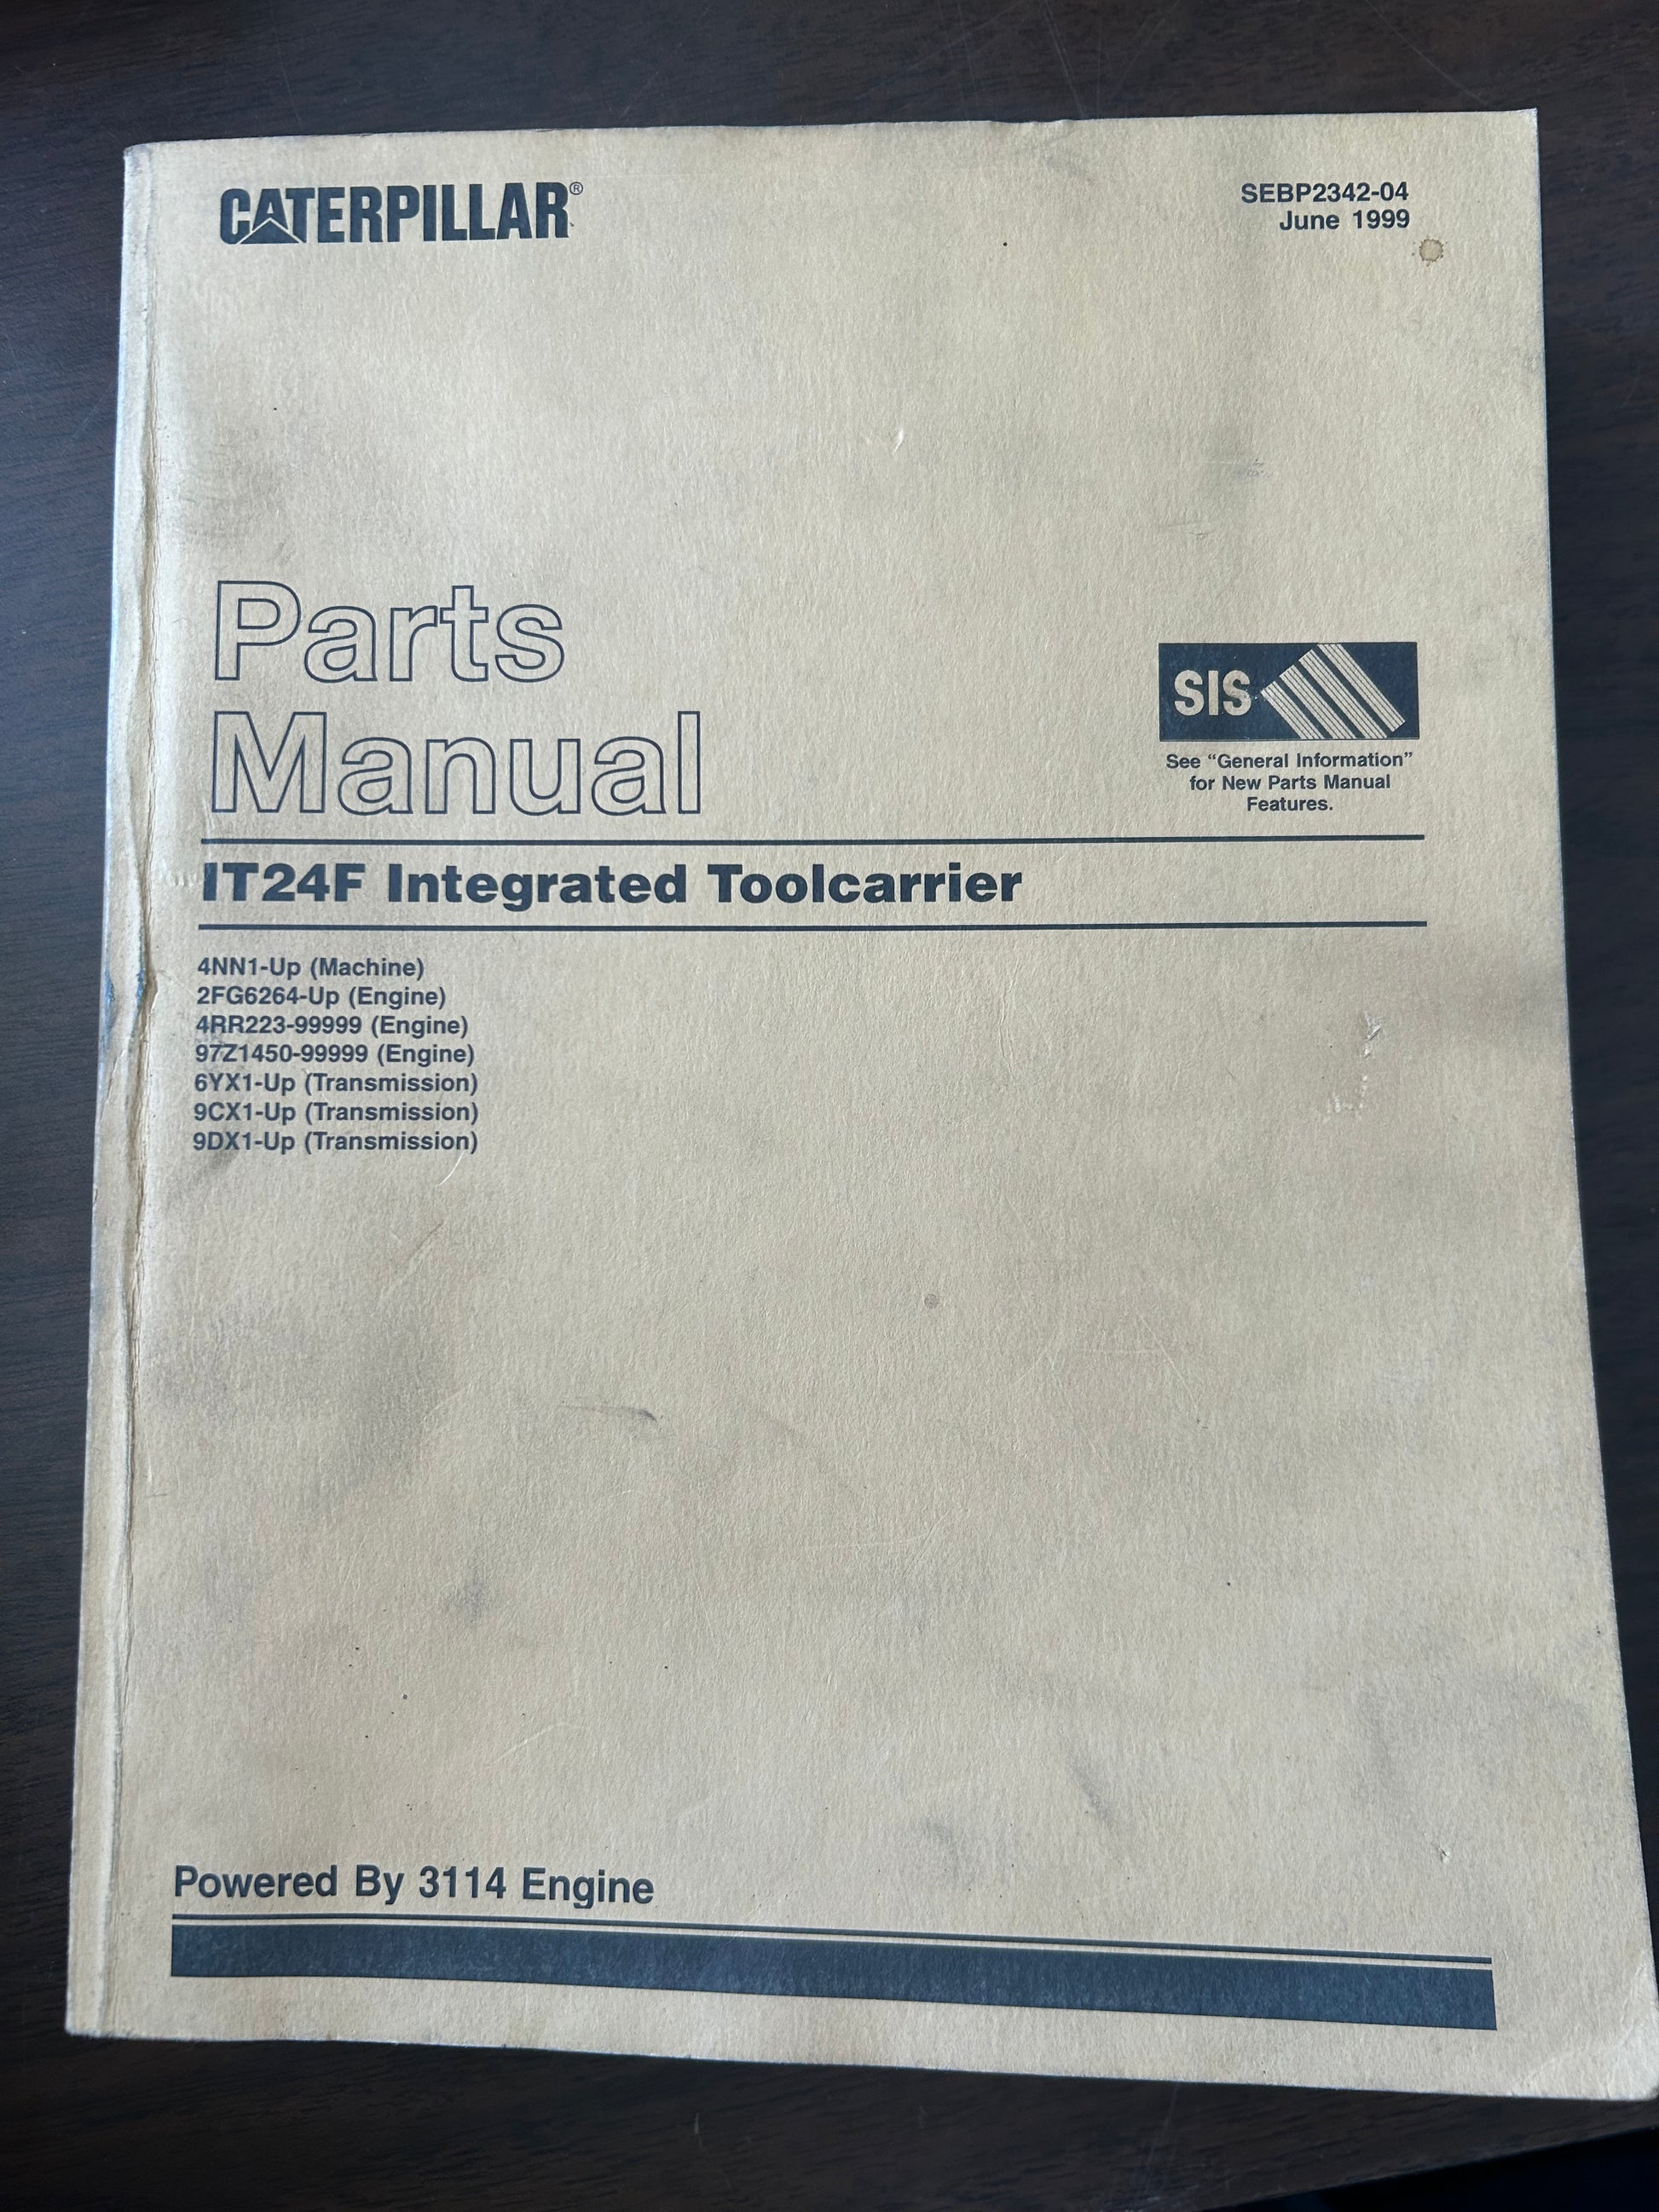 CATERPILLAR®
SEBP2342-04
June 1999
Parts
Manual
SIS
See “General Information”
for New Parts Manual
Features.
IT24F Integrated Toolcarrier
4NN1-Up (Machine)
2FG6264-Up (Engine)
4RR223-99999 (Engine)
97Z1450-99999 (Engine)
6YX1-Up (Transmission)
9CX1-Up (Transmission)
9DX1-Up (Transmission)
Powered By 3114 Engine